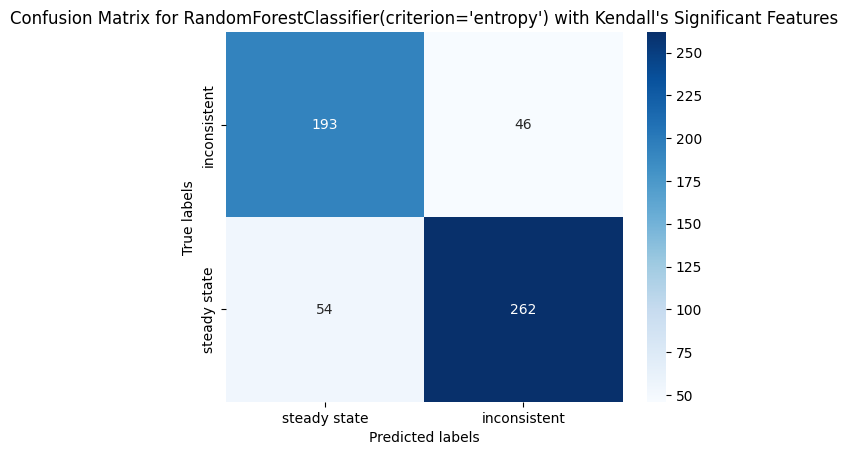 Confusion Matrix for RandomForestClassifier(criterion='entropy') with Kendall's Significant Features
True labels
inconsistent
steady state
193
46
54
262
steady state
inconsistent
Predicted labels
250
225
200
175
150
125
100
75
50